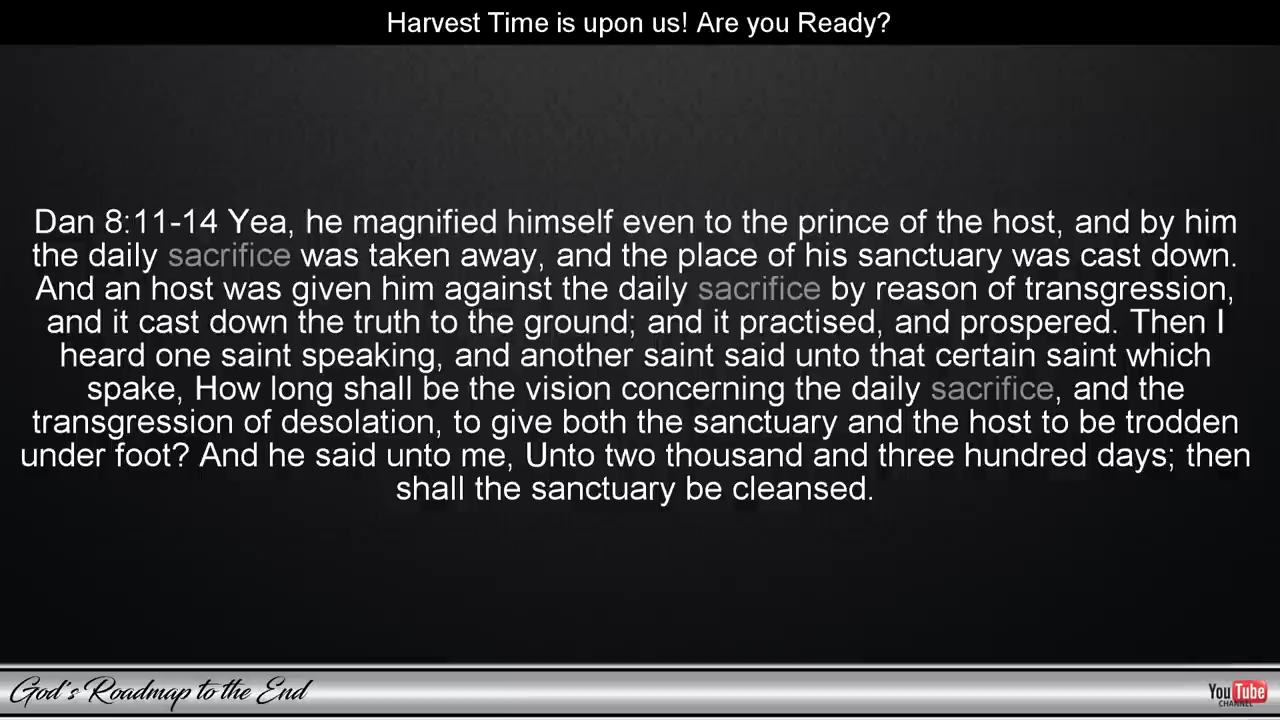 Harvest Time is upon us! Are you Ready?
Dan 8:11-14 Yea, he magnified himself even to the prince of the host, and by him
the daily sacrifice was taken away, and the place of his sanctuary was cast down.
And an host was given him against the daily sacrifice by reason of transgression,
and it cast down the truth to the ground; and it practised, and prospered. Then I
heard one saint speaking, and another saint said unto that certain saint which
spake, How long shall be the vision concerning the daily sacrifice, and the
transgression of desolation, to give both the sanctuary and the host to be trodden
under foot? And he said unto me, Unto two thousand and three hundred days; then
shall the sanctuary be cleansed.
God's Roadmap to the End
YouTube
CHANNEL